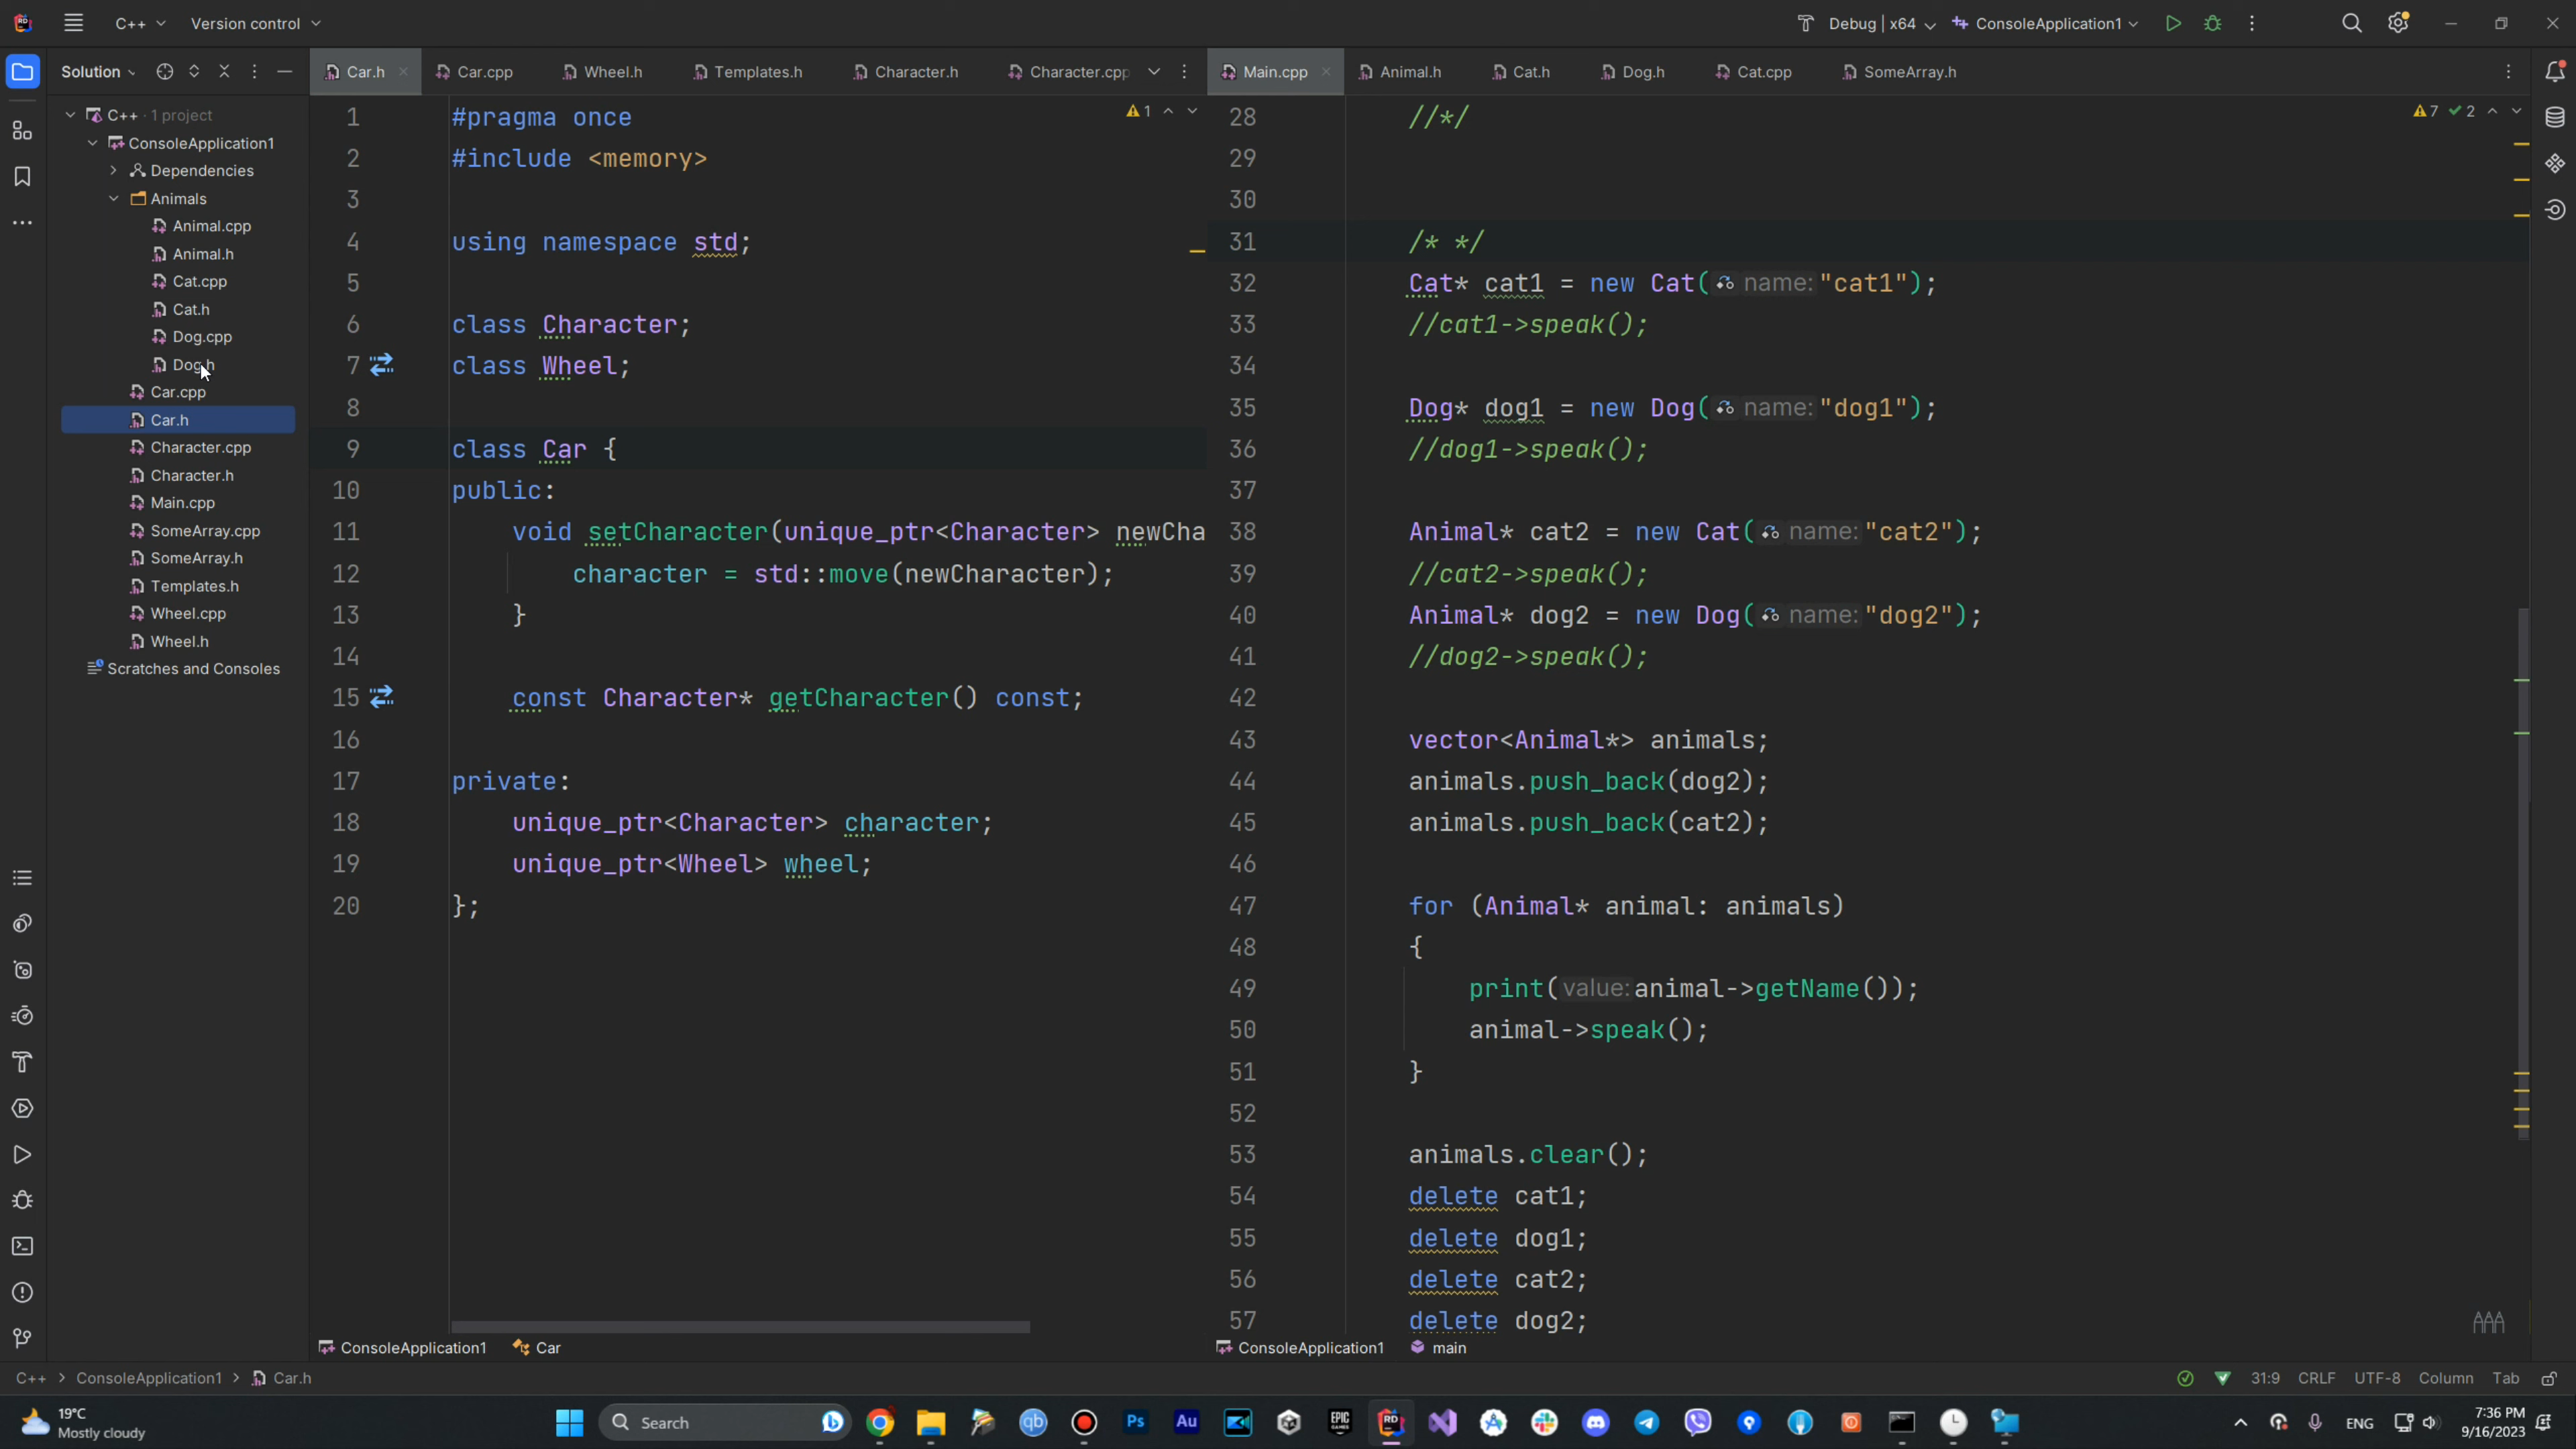 C++
Version control
Debug | x64
ConsoleApplication1
Solution
Car.h
Car.cpp
Wheel.h
Templates.h
Character.h
Character.cpp
Main.cpp
Animal.h
Cat.h
Dog.h
Cat.cpp
SomeArray.h
C++ · 1 project
ConsoleApplication1
Dependencies
Animals
Animal.cpp
Animal.h
Cat.cpp
Cat.h
Dog.cpp
Dog.h
Car.cpp
Car.h
Character.cpp
Character.h
Main.cpp
SomeArray.cpp
SomeArray.h
Templates.h
Wheel.cpp
Wheel.h
Scratches and Consoles
1
1 #pragma once
2 #include <memory>
3
4 using namespace std;
5
6 class Character;
7 class Wheel;
8
9 class Car {
10 public:
11 void setCharacter(unique_ptr<Character> newCha
12 character = std::move(newCharacter);
13 }
14
15 const Character* getCharacter() const;
16
17 private:
18 unique_ptr<Character> character;
19 unique_ptr<Wheel> wheel;
20 };
ConsoleApplication1 Car
7 2
28 //*/
29
30
31 /* */
32 Cat* cat1 = new Cat( name: "cat1");
33 //cat1->speak();
34
35 Dog* dog1 = new Dog( name: "dog1");
36 //dog1->speak();
37
38 Animal* cat2 = new Cat( name: "cat2");
39 //cat2->speak();
40 Animal* dog2 = new Dog( name: "dog2");
41 //dog2->speak();
42
43 vector<Animal*> animals;
44 animals.push_back(dog2);
45 animals.push_back(cat2);
46
47 for (Animal* animal: animals)
48 {
49 print( value: animal->getName());
50 animal->speak();
51 }
52
53 animals.clear();
54 delete cat1;
55 delete dog1;
56 delete cat2;
57 delete dog2;
ConsoleApplication1 main
C++ > ConsoleApplication1 > Car.h
31:9 CRLF UTF-8 Column Tab
19°C
Mostly cloudy
Search
qb
Ps
Au
EPIC GAMES
RD
ENG
7:36 PM
9/16/2023